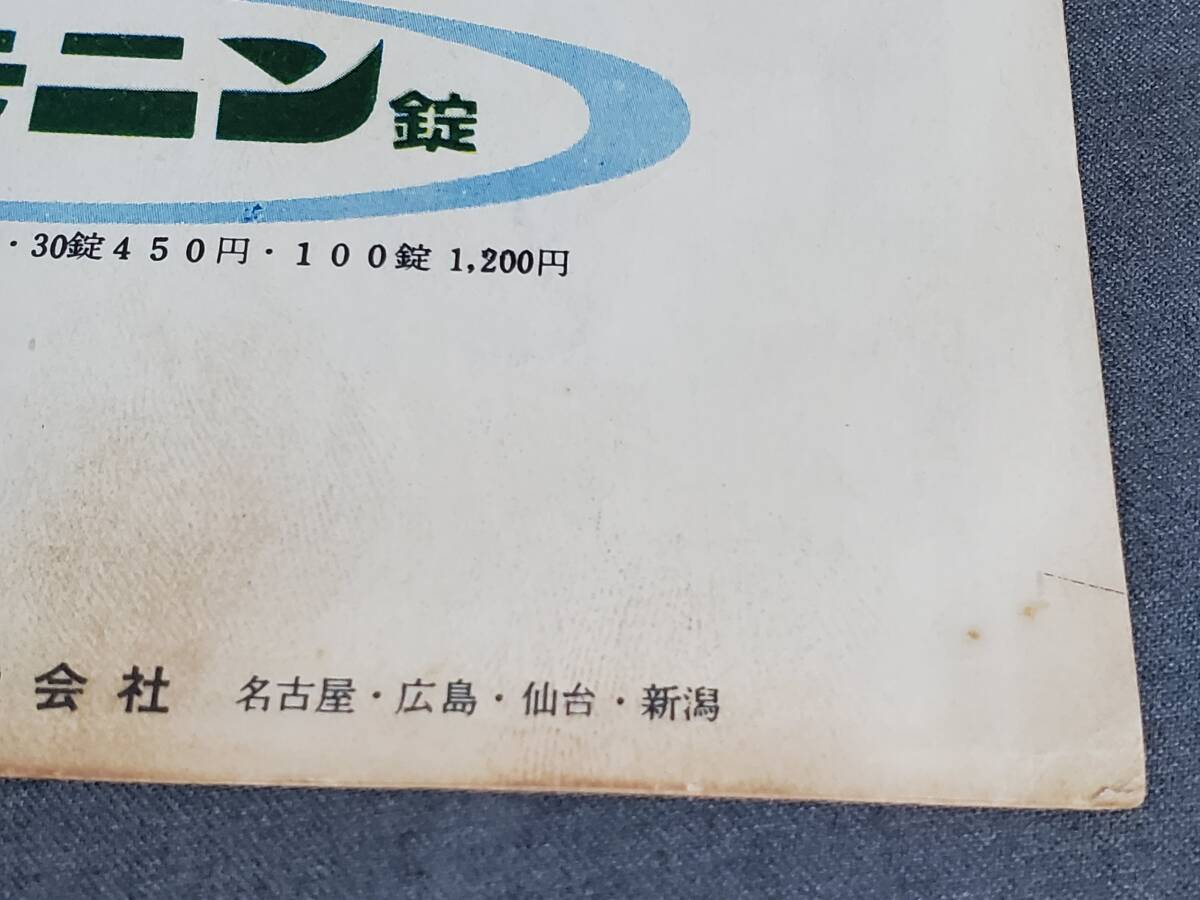 ニン錠
・30錠450円・100錠 1,200円
会社 名古屋・広島・仙台・新潟